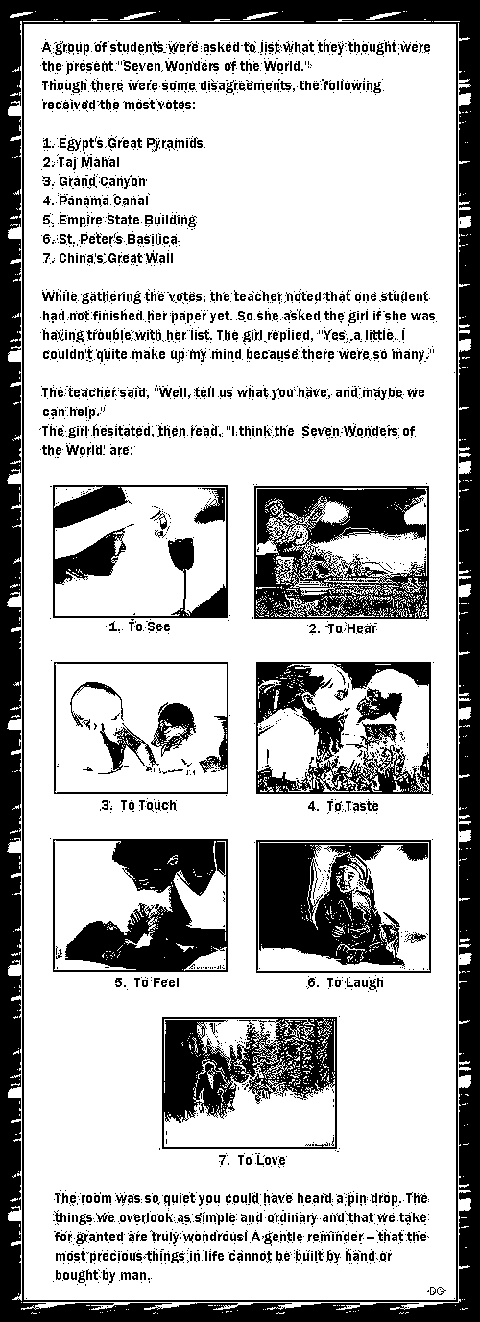 A group of students were asked to list what they thought were
the present "Seven Wonders of the World."
Though there were some disagreements, the following
received the most votes:
1. Egypt's Great Pyramids
2. Taj Mahal
3. Grand Canyon
4. Panama Canal
5. Empire State Building
6. St. Peter's Basilica
7. China's Great Wall
While gathering the votes, the teacher noted that one student
had not finished her paper yet. So she asked the girl if she was
having trouble with her list. The girl replied, "Yes, a little. I
couldn't quite make up my mind because there were so many."
The teacher said, "Well, tell us what you have, and maybe we
can help."
The girl hesitated, then read, "I think the 'Seven Wonders of
the World' are:
1. To See
2. To Hear
3. To Touch
4. To Taste
5. To Feel
6. To Laugh
7. To Love
The room was so quiet you could have heard a pin drop. The
things we overlook as simple and ordinary and that we take
for granted are truly wondrous! A gentle reminder -- that the
most precious things in life cannot be built by hand or
bought by man.
-DG-